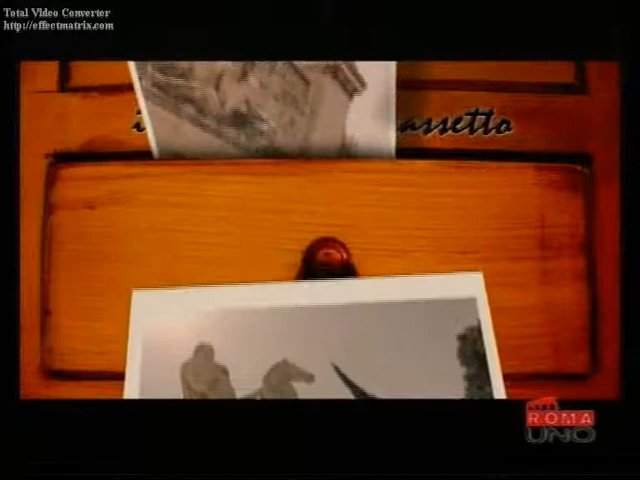 Total Video Converter
http://effectmatrix.com
i assetto
ROMA
UNO